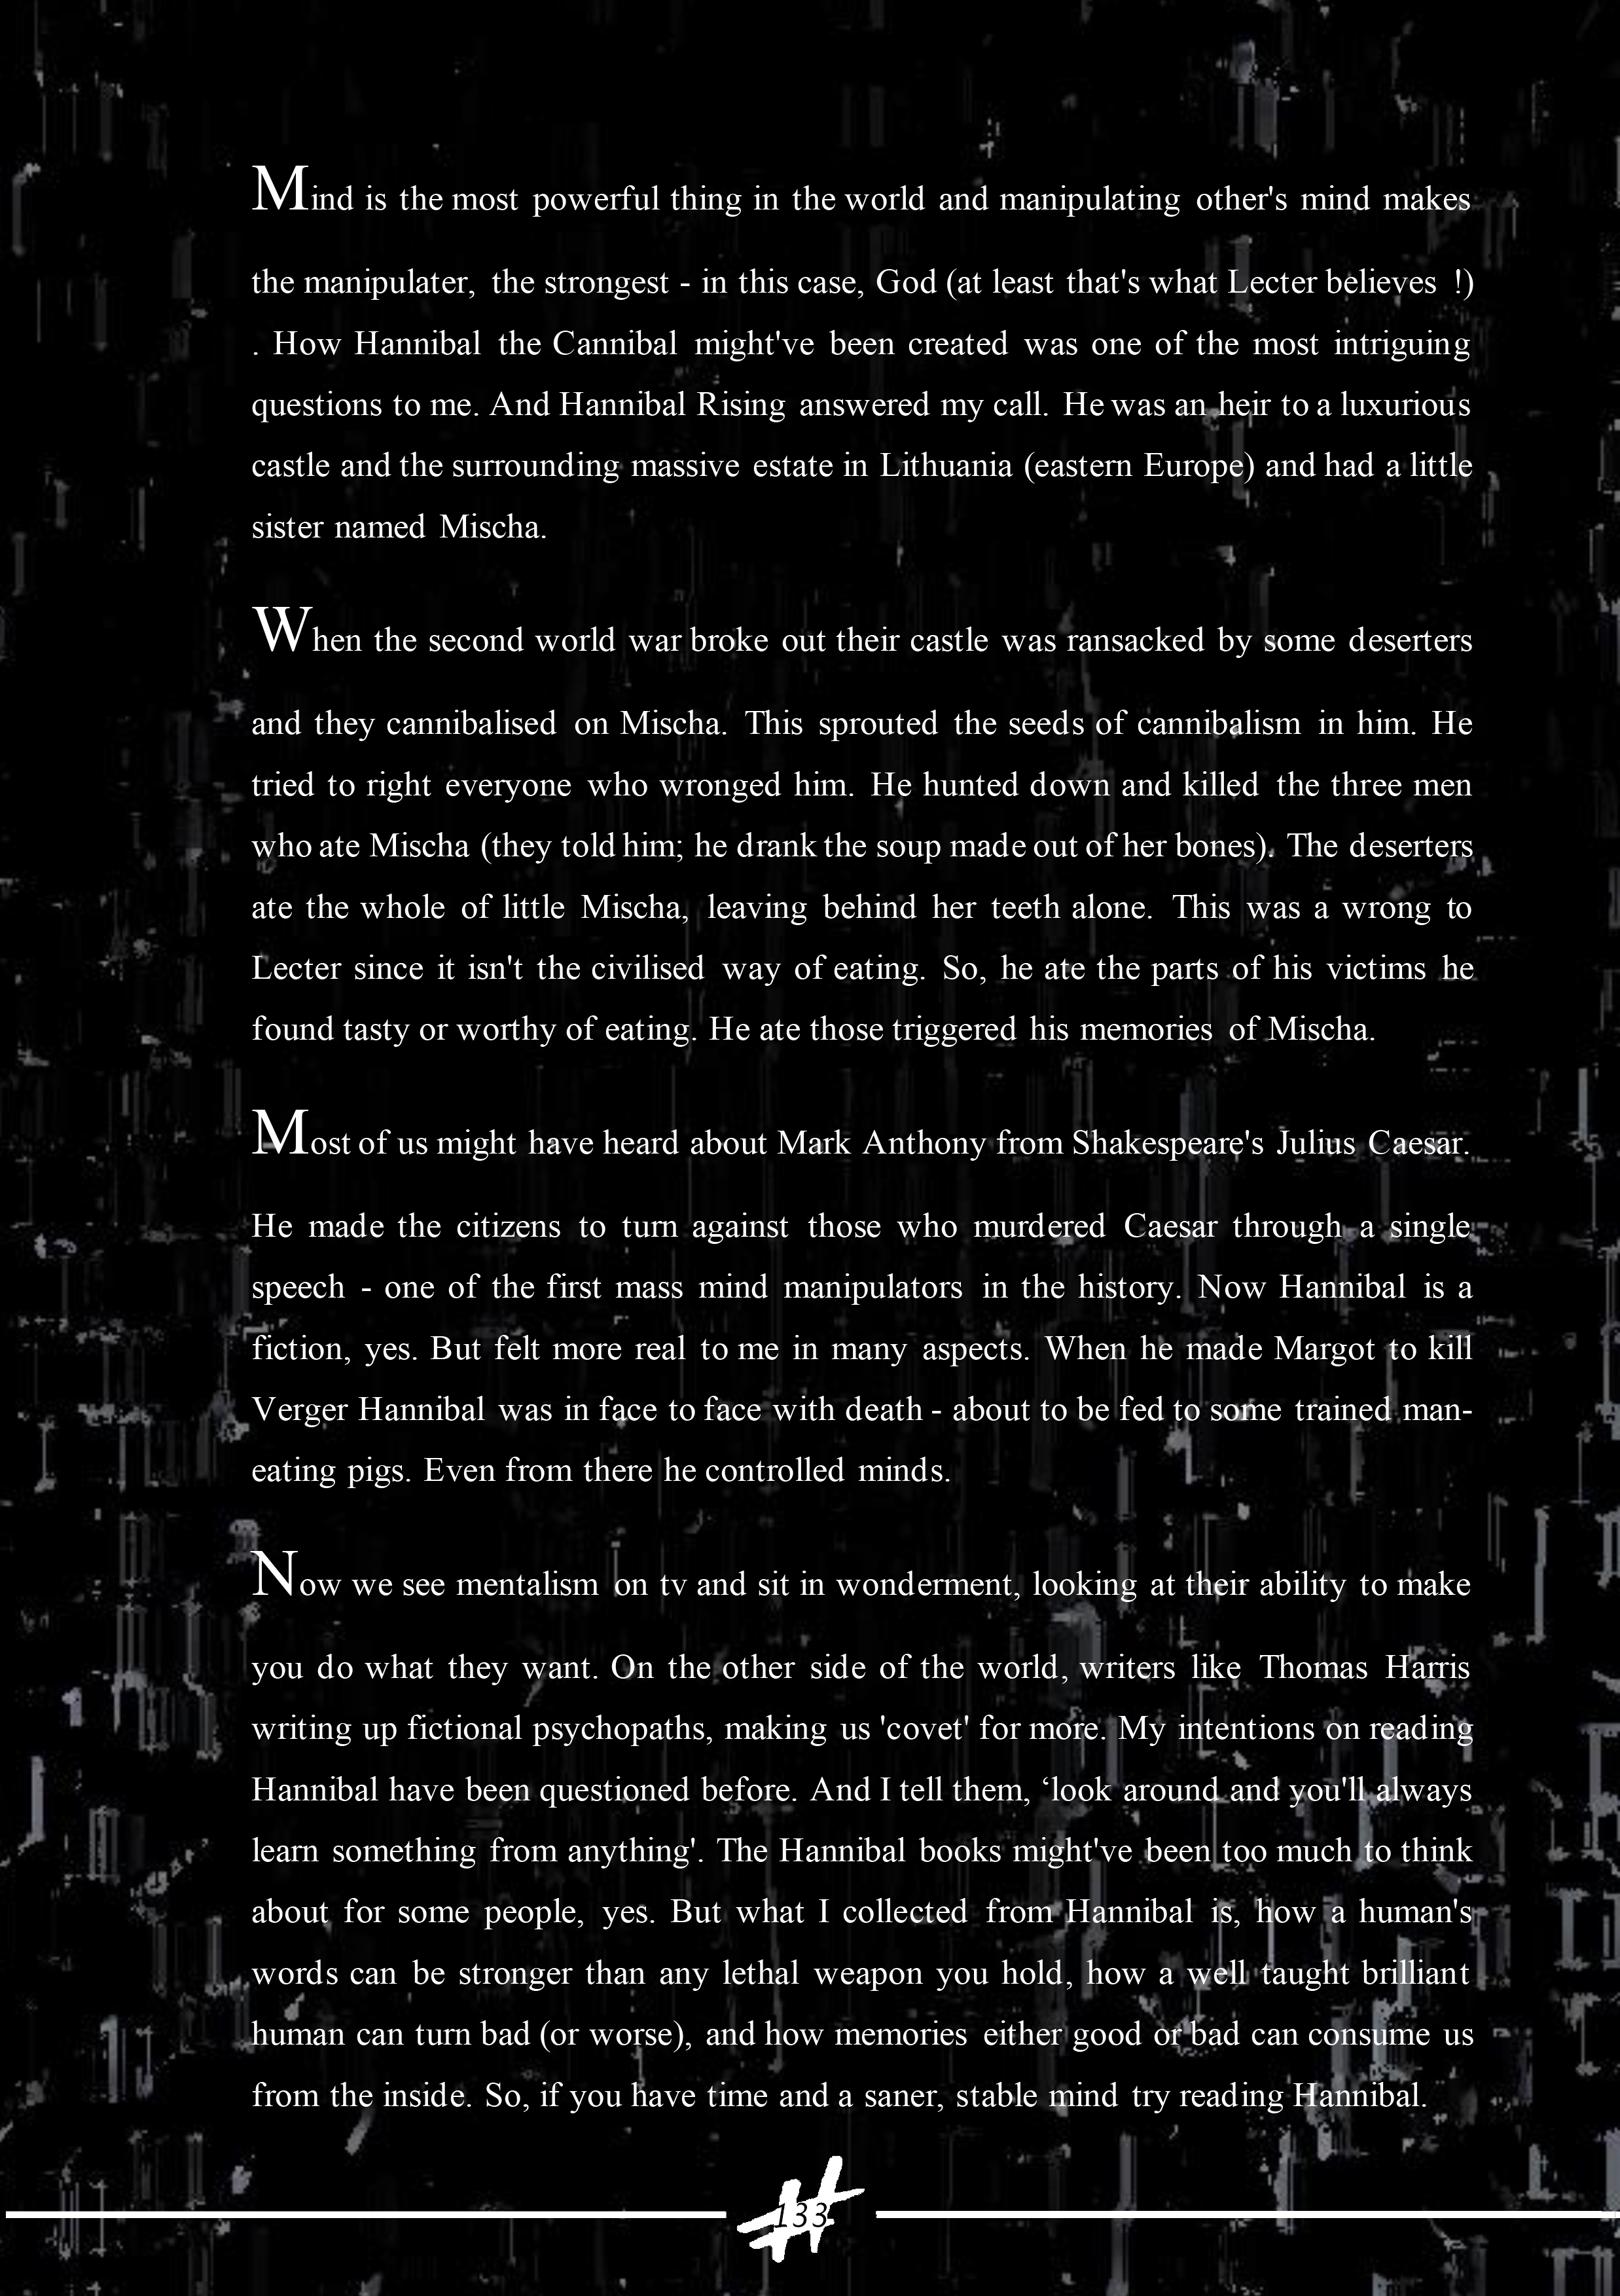 Mind is the most powerful thing in the world and manipulating other's mind makes
the manipulater, the strongest - in this case, God (at least that's what Lecter believes !)
. How Hannibal the Cannibal might've been created was one of the most intriguing
questions to me. And Hannibal Rising answered my call. He was an heir to a luxurious
castle and the surrounding massive estate in Lithuania (eastern Europe) and had a little
sister named Mischa.
When the second world war broke out their castle was ransacked by some deserters
and they cannibalised on Mischa. This sprouted the seeds of cannibalism in him. He
tried to right everyone who wronged him. He hunted down and killed the three men
who ate Mischa (they told him; he drank the soup made out of her bones). The deserters
ate the whole of little Mischa, leaving behind her teeth alone. This was a wrong to
Lecter since it isn't the civilised way of eating. So, he ate the parts of his victims he
found tasty or worthy of eating. He ate those triggered his memories of Mischa.
Most of us might have heard about Mark Anthony from Shakespeare's Julius Caesar.
He made the citizens to turn against those who murdered Caesar through a single
speech - one of the first mass mind manipulators in the history. Now Hannibal is a
fiction, yes. But felt more real to me in many aspects. When he made Margot to kill
Verger Hannibal was in face to face with death - about to be fed to some trained man-
eating pigs. Even from there he controlled minds.
Now we see mentalism on tv and sit in wonderment, looking at their ability to make
you do what they want. On the other side of the world, writers like Thomas Harris
writing up fictional psychopaths, making us 'covet' for more. My intentions on reading
Hannibal have been questioned before. And I tell them, ‘look around and you'll always
learn something from anything'. The Hannibal books might've been too much to think
about for some people, yes. But what I collected from Hannibal is, how a human's
words can be stronger than any lethal weapon you hold, how a well taught brilliant
human can turn bad (or worse), and how memories either good or bad can consume us
from the inside. So, if you have time and a saner, stable mind try reading Hannibal.
133